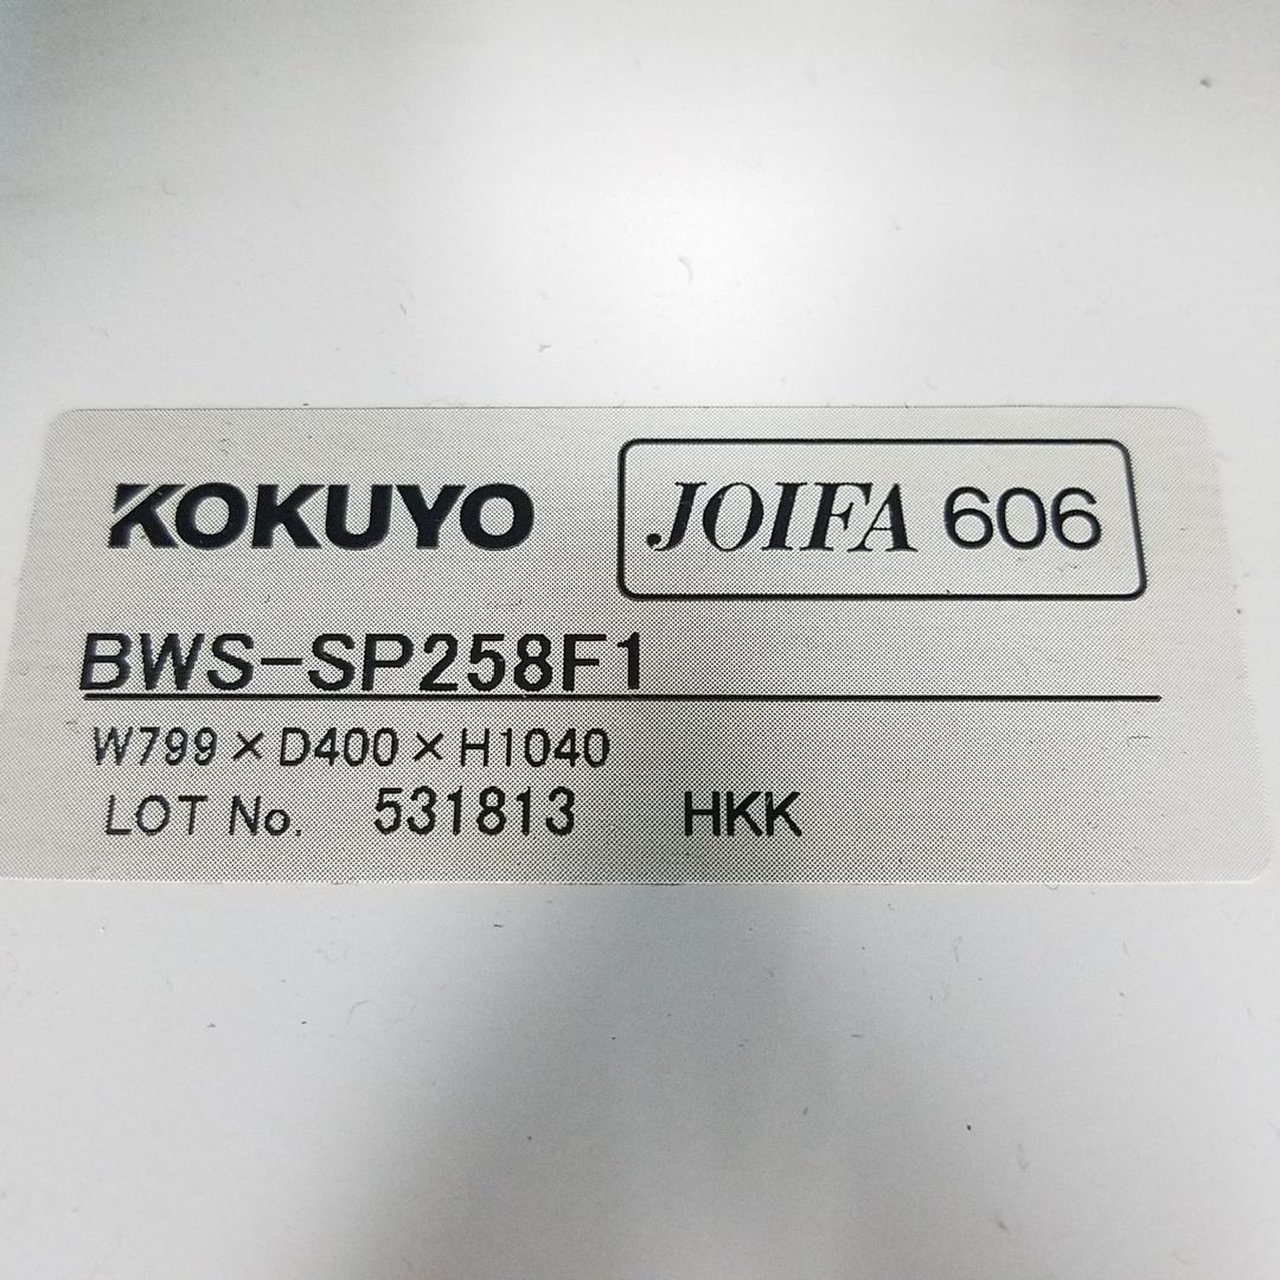 KOKUYO JOIFA 606
BWS-SP258F1
W799×D400×H1040
LOT No. 531813 HKK